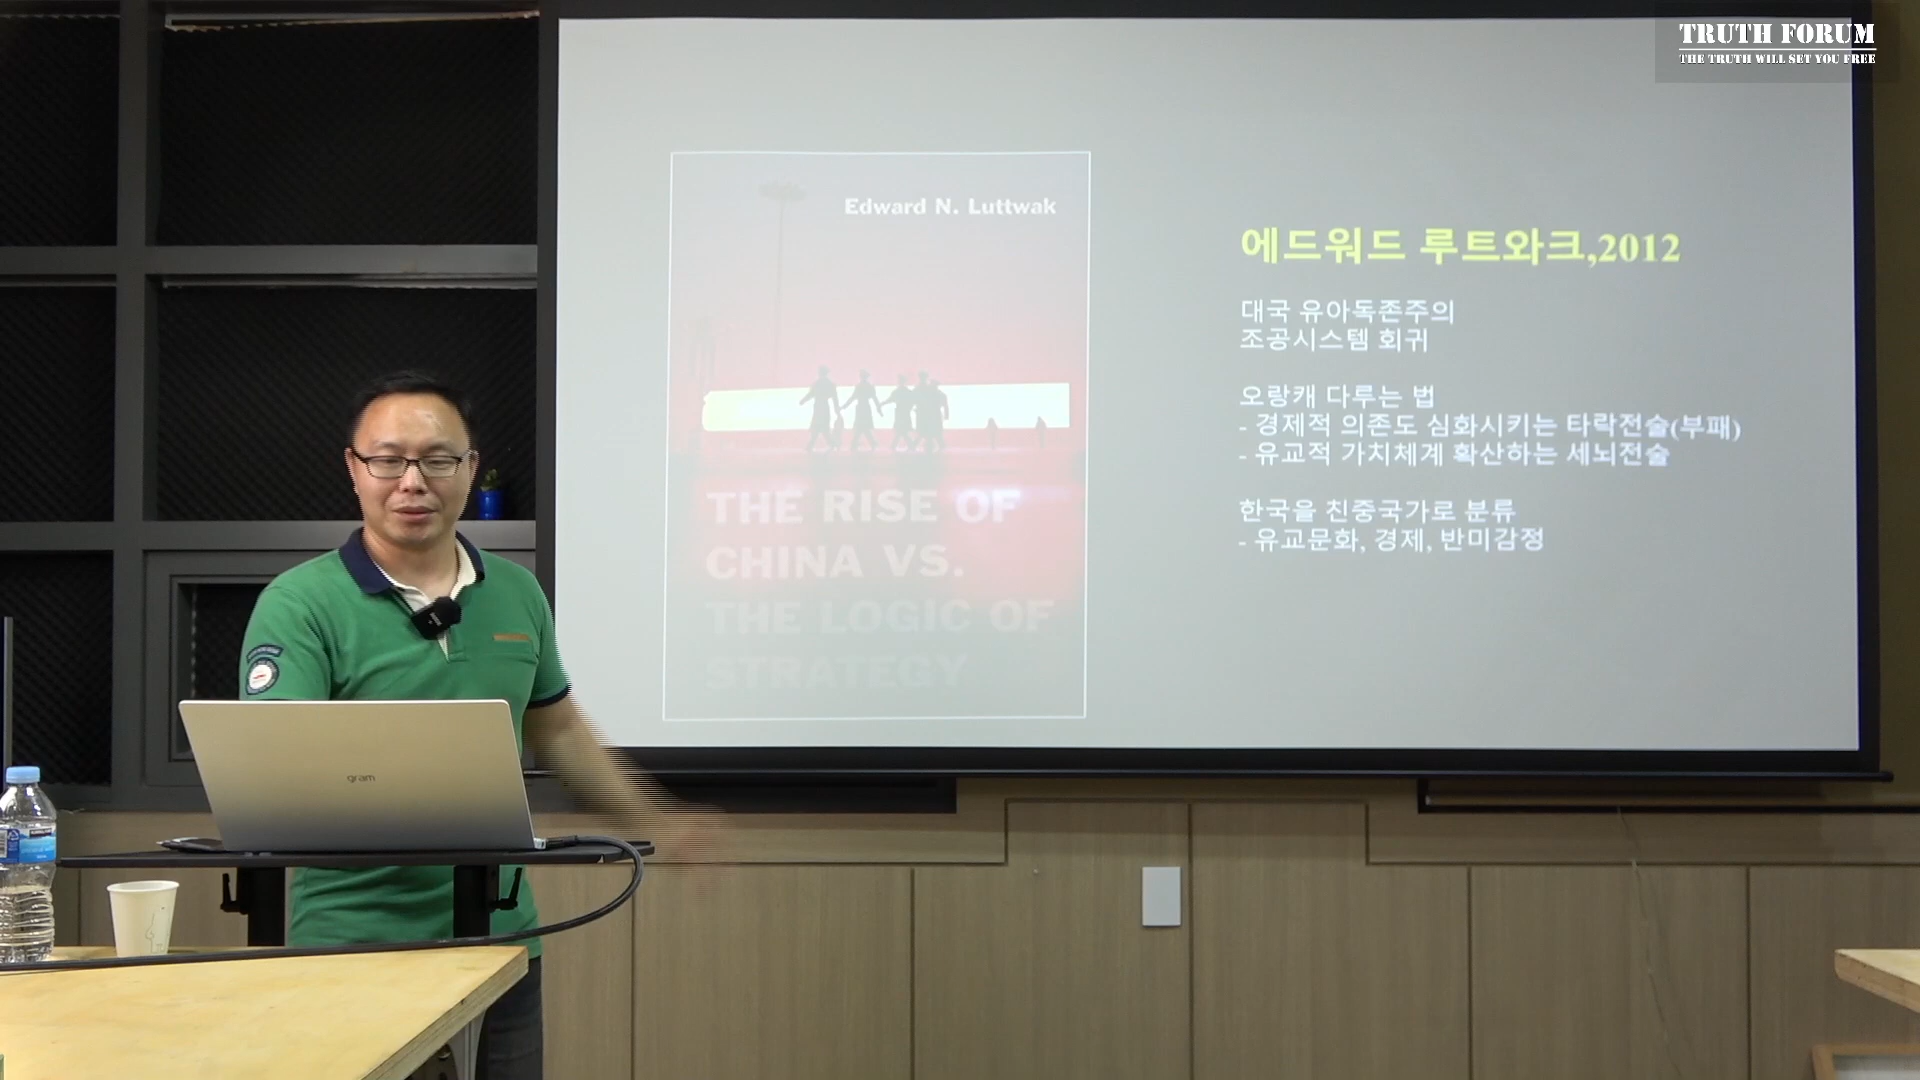 TRUTH FORUM
THE TRUTH WILL SET YOU FREE
Edward N. Luttwak
THE RISE OF
CHINA VS.
THE LOGIC OF
STRATEGY
에드워드 루트와크,2012
대국 유아독존주의
조공시스템 회귀
오랑캐 다루는 법
- 경제적 의존도 심화시키는 타락전술(부패)
- 유교적 가치체계 확산하는 세뇌전술
한국을 친중국가로 분류
- 유교문화, 경제, 반미감정
gram